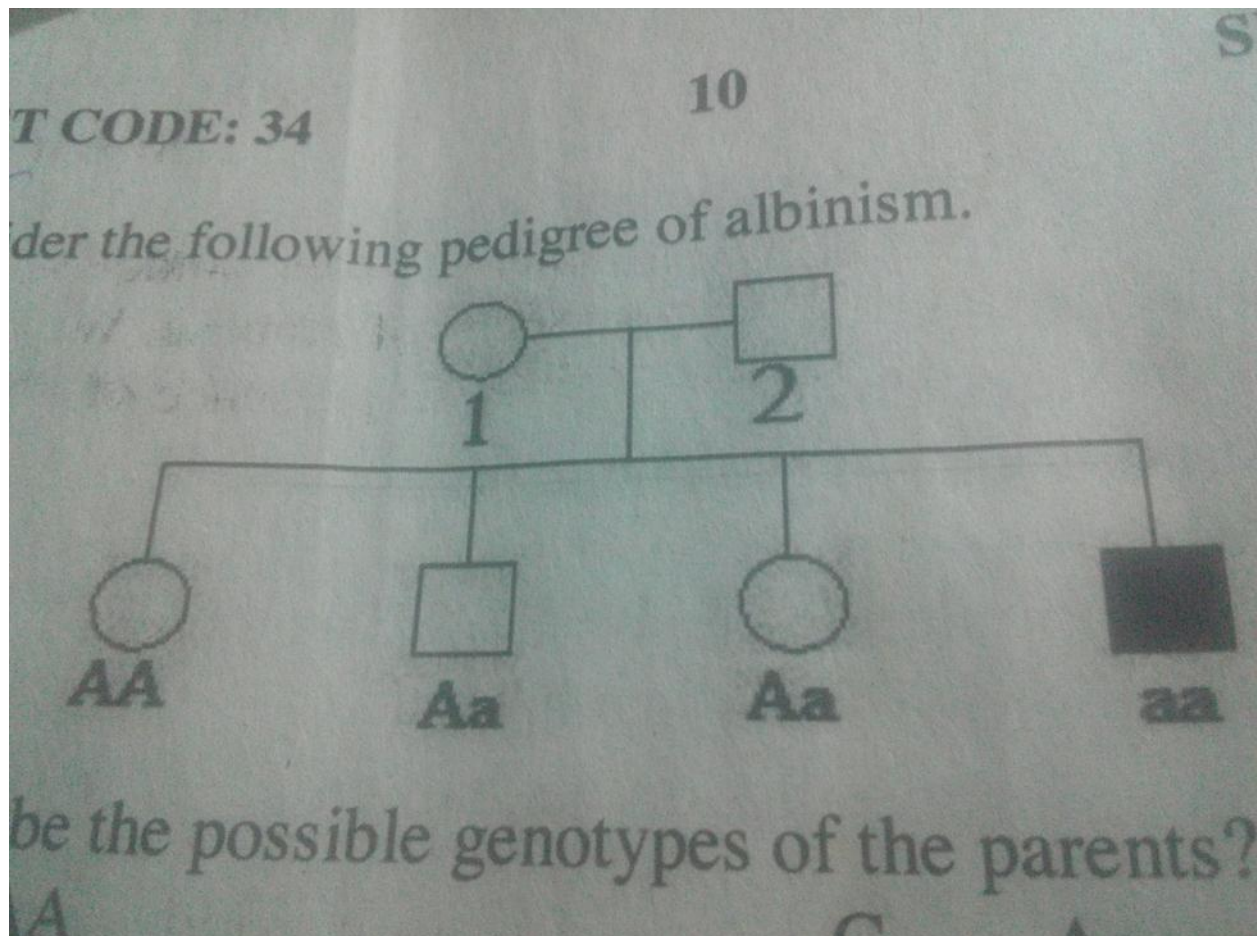 S
10
T CODE: 34
der the following pedigree of albinism.
1 2
AA Aa Aa aa
be the possible genotypes of the parents?
A